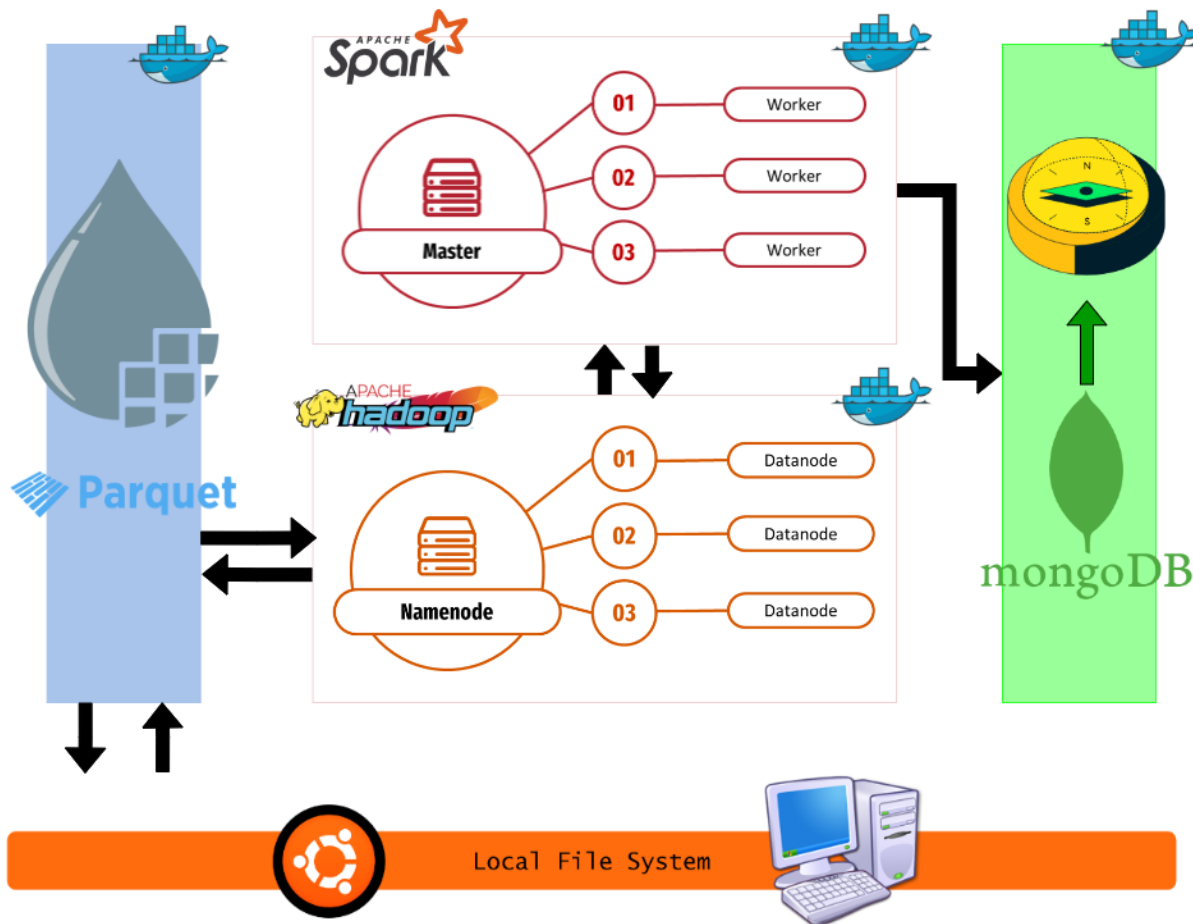 APACHE
Spark
01
Worker
02
Worker
Master
03
Worker
N
S
APACHE
hadoop
01
Datanode
Parquet
02
Datanode
Namenode
03
Datanode
mongoDB
Local File System